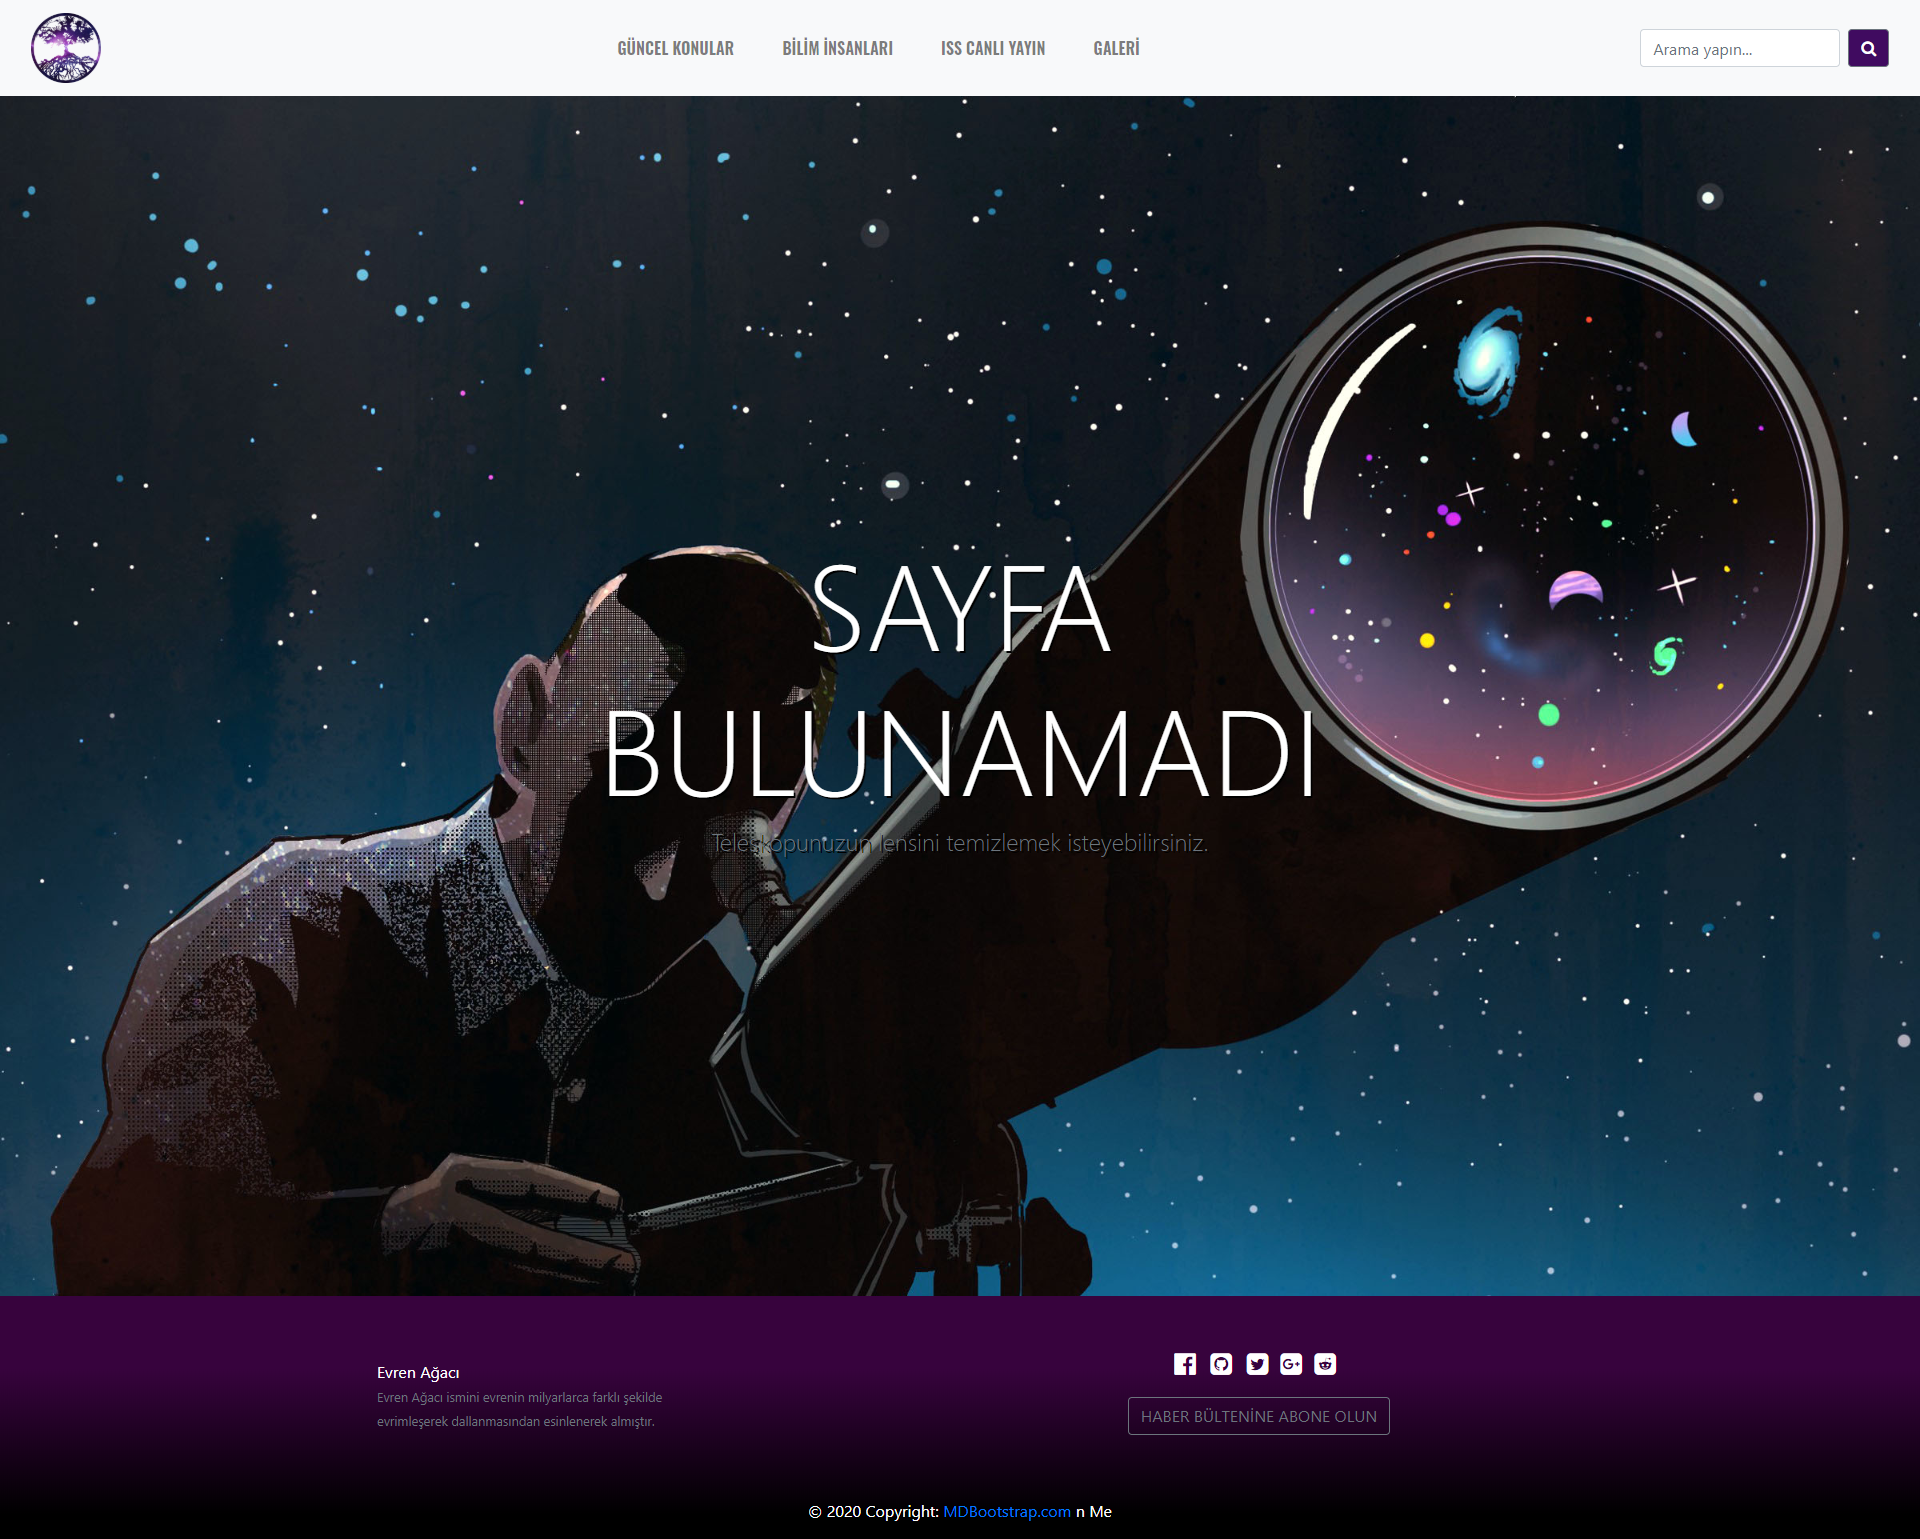 GÜNCEL KONULAR
BİLİM İNSANLARI
ISS CANLI YAYIN
GALERİ
Arama yapın...
SAYFA
BULUNAMADI
Teleskopunuzun lensini temizlemek isteyebilirsiniz.
Evren Ağacı
Evren Ağacı ismini evrenin milyarlarca farklı şekilde
evrimleşerek dallanmasından esinlenerek almıştır.
HABER BÜLTENİNE ABONE OLUN
© 2020 Copyright: MDBootstrap.com n Me